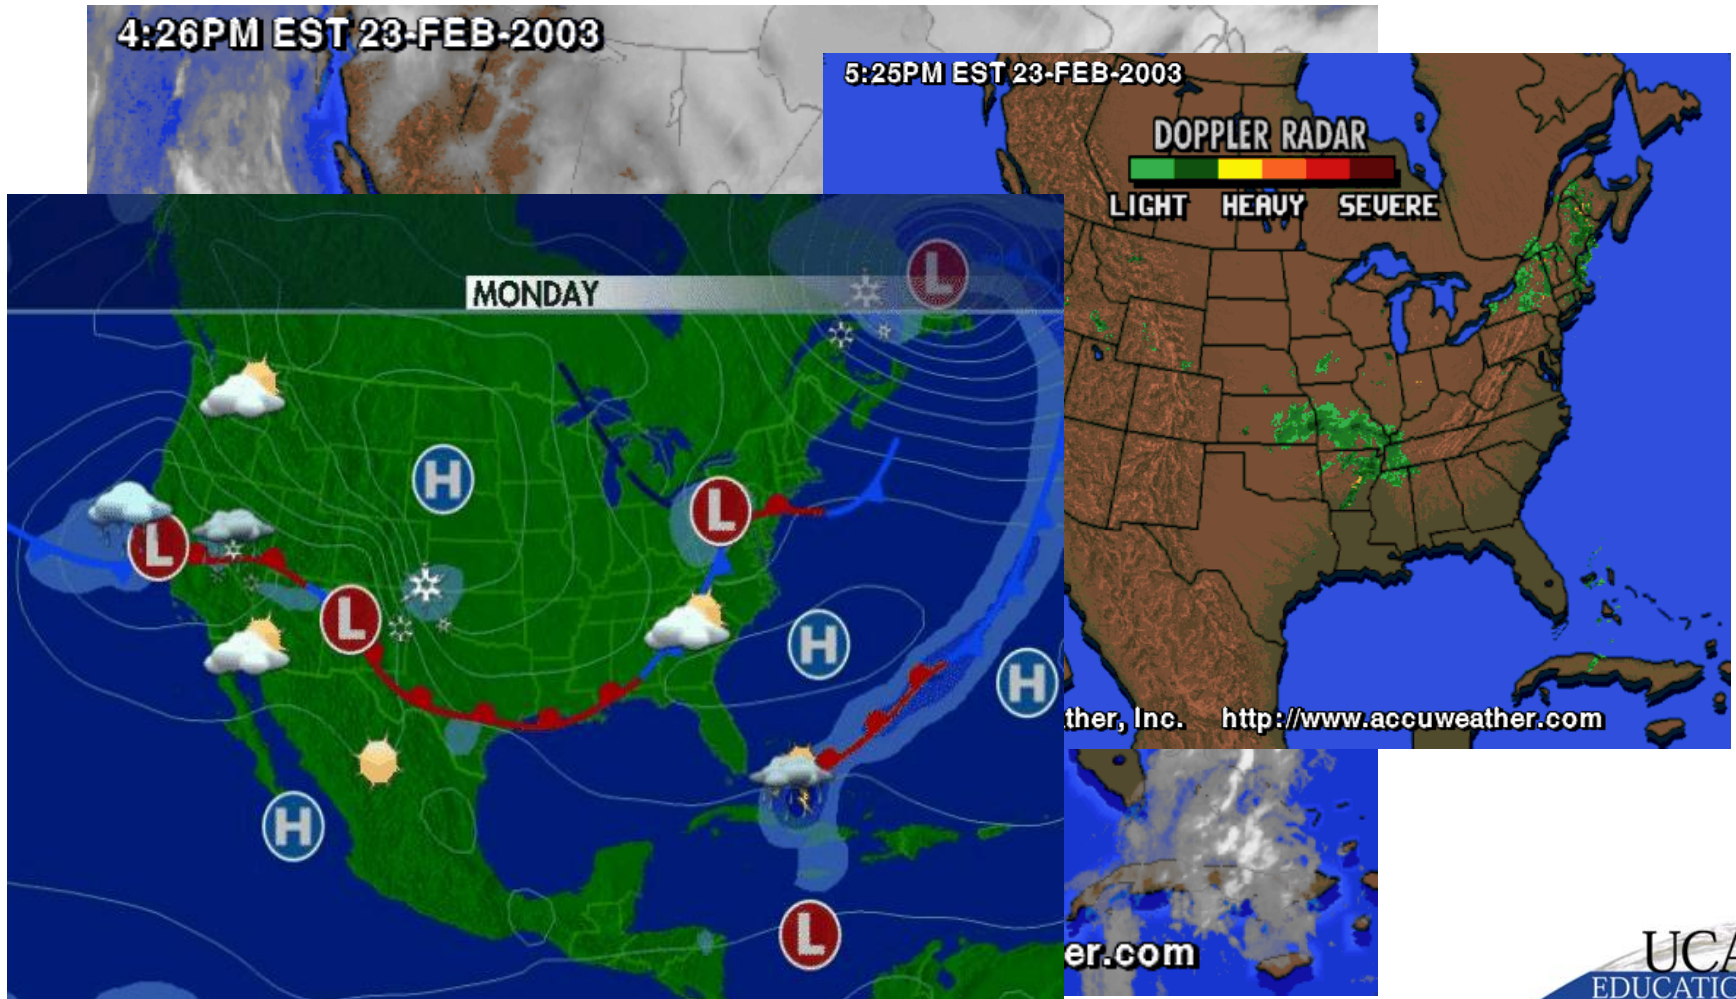 4:26PM EST 23-FEB-2003
5:25PM EST 23-FEB-2003
DOPPLER RADAR
LIGHT HEAVY SEVERE
MONDAY
L
H
L
L
L
H
H
H
L
ther, Inc. http://www.accuweather.com
er.com
UCA
EDUCATIO